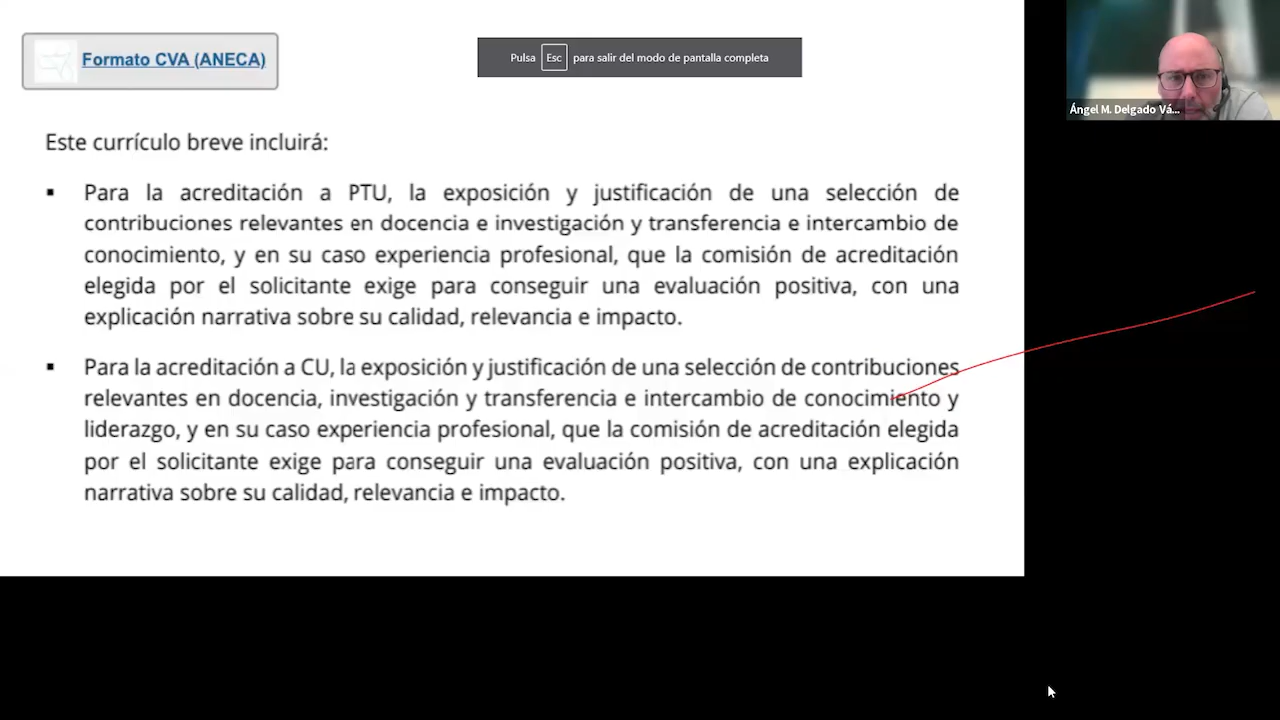 Formato CVA (ANECA)
Pulsa Esc para salir del modo de pantalla completa
Ángel M. Delgado Vá...
Este currículo breve incluirá:
▪ Para la acreditación a PTU, la exposición y justificación de una selección de
contribuciones relevantes en docencia e investigación y transferencia e intercambio de
conocimiento, y en su caso experiencia profesional, que la comisión de acreditación
elegida por el solicitante exige para conseguir una evaluación positiva, con una
explicación narrativa sobre su calidad, relevancia e impacto.
▪ Para la acreditación a CU, la exposición y justificación de una selección de contribuciones
relevantes en docencia, investigación y transferencia e intercambio de conocimiento y
liderazgo, y en su caso experiencia profesional, que la comisión de acreditación elegida
por el solicitante exige para conseguir una evaluación positiva, con una explicación
narrativa sobre su calidad, relevancia e impacto.